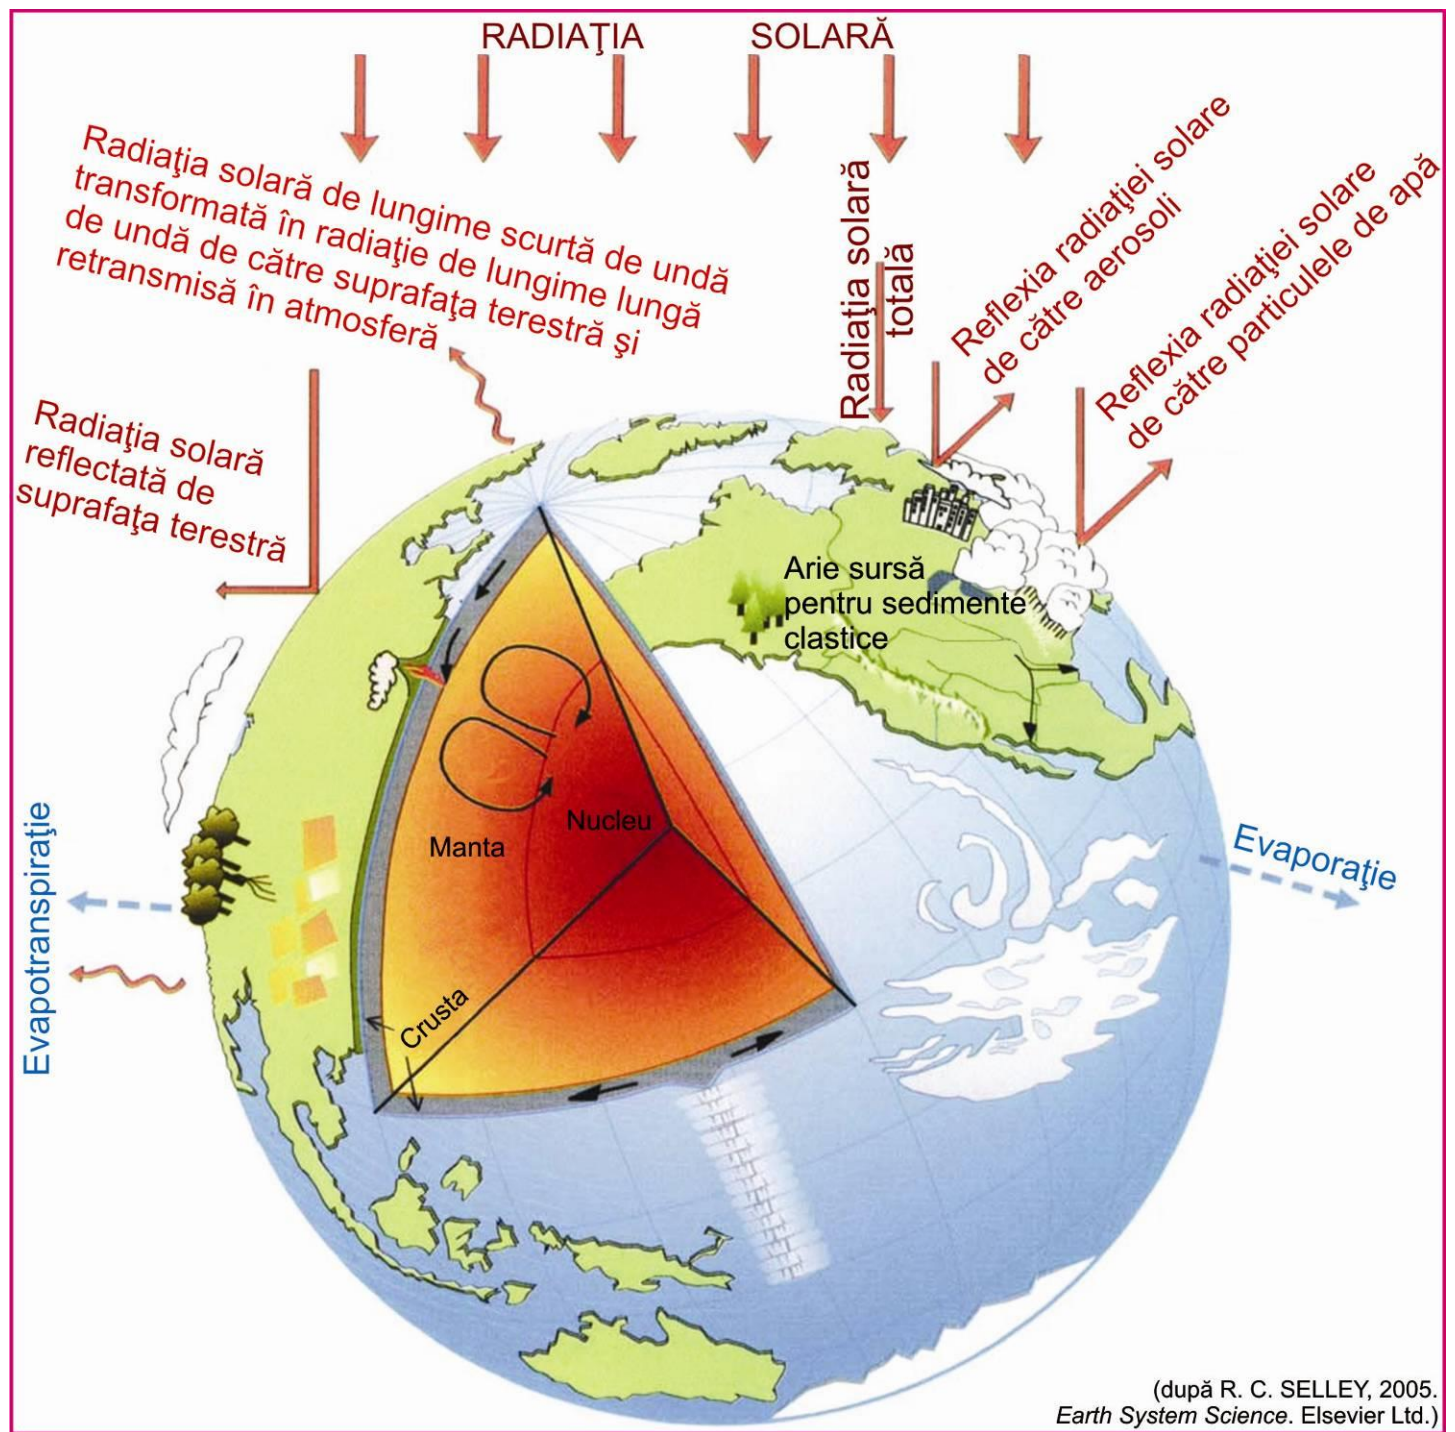 RADIAŢIA SOLARĂ
Radiaţia solară de lungime scurtă de undă
transformată în radiaţie de lungime lungă
de undă de către suprafaţa terestră şi
retransmisă în atmosferă
Radiaţia solară
totală
Reflexia radiaţiei solare
de către aerosoli
Reflexia radiaţiei solare
de către particulele de apă
Radiaţia solară
reflectată de
suprafaţa terestră
Arie sursă
pentru sedimente
clastice
Nucleu
Manta
Crusta
Evapotranspiraţie
Evaporaţie
(după R. C. SELLEY, 2005.
Earth System Science. Elsevier Ltd.)